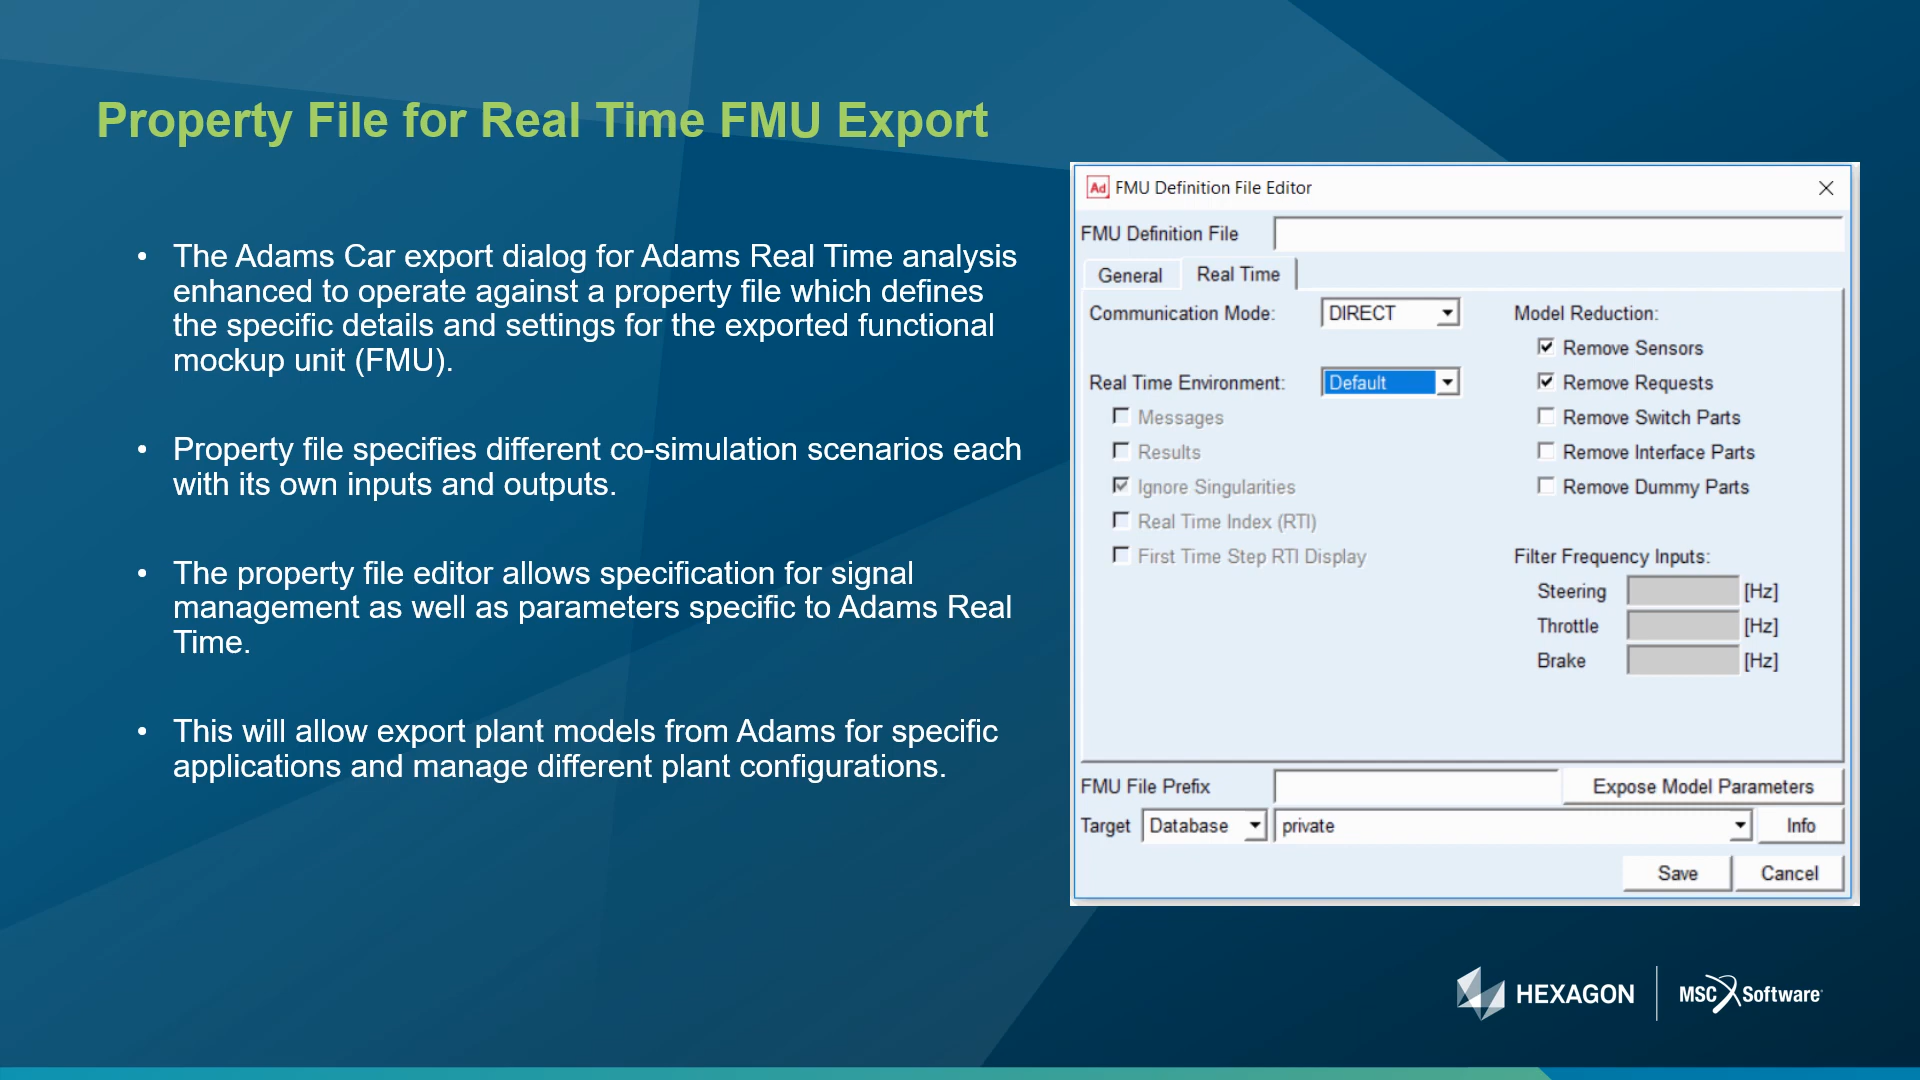 Property File for Real Time FMU Export
• The Adams Car export dialog for Adams Real Time analysis
enhanced to operate against a property file which defines
the specific details and settings for the exported functional
mockup unit (FMU).
• Property file specifies different co-simulation scenarios each
with its own inputs and outputs.
• The property file editor allows specification for signal
management as well as parameters specific to Adams Real
Time.
• This will allow export plant models from Adams for specific
applications and manage different plant configurations.
Ad FMU Definition File Editor
FMU Definition File
General Real Time
Communication Mode: DIRECT
Real Time Environment: Default
Messages
Results
Ignore Singularities
Real Time Index (RTI)
First Time Step RTI Display
Model Reduction:
Remove Sensors
Remove Requests
Remove Switch Parts
Remove Interface Parts
Remove Dummy Parts
Filter Frequency Inputs:
Steering [Hz]
Throttle [Hz]
Brake [Hz]
FMU File Prefix Expose Model Parameters
Target Database private Info
Save Cancel
HEXAGON MSC Software